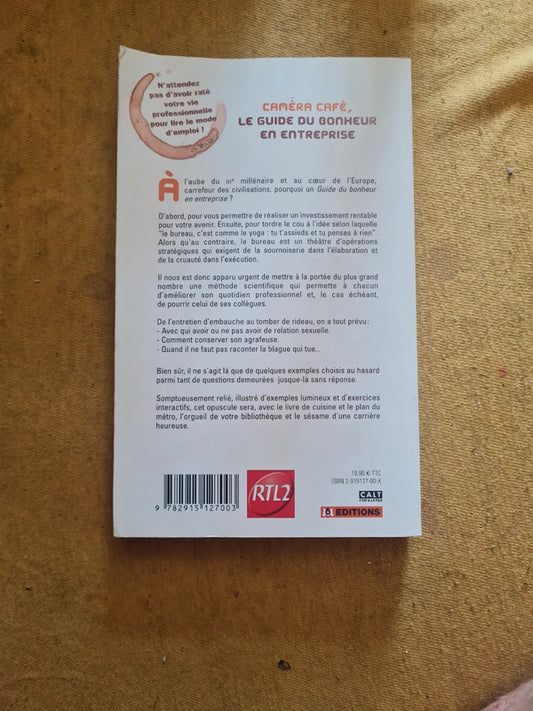 N'attendez
pas d'avoir raté
votre vie
professionnelle
pour lire le mode
d'emploi !
CAMÉRA CAFÉ,
LE GUIDE DU BONHEUR
EN ENTREPRISE
À l'aube du IIIe millénaire et au cœur de l'Europe,
carrefour des civilisations, pourquoi un Guide du bonheur
en entreprise ?
D'abord, pour vous permettre de réaliser un investissement rentable
pour votre avenir. Ensuite, pour tordre le cou à l'idée selon laquelle
"le bureau, c'est comme le yoga : tu t'assieds et tu penses à rien".
Alors qu'au contraire, le bureau est un théâtre d'opérations
stratégiques qui exigent de la sournoiserie dans l'élaboration et
de la cruauté dans l'exécution.
Il nous est donc apparu urgent de mettre à la portée du plus grand
nombre une méthode scientifique qui permette à chacun
d'améliorer son quotidien professionnel et, le cas échéant,
de pourrir celui de ses collègues.
De l'entretien d'embauche au tomber de rideau, on a tout prévu :
- Avec qui avoir ou ne pas avoir de relation sexuelle.
- Comment conserver son agrafeuse.
- Quand il ne faut pas raconter la blague qui tue...
Bien sûr, il ne s'agit là que de quelques exemples choisis au hasard
parmi tant de questions demeurées jusque-là sans réponse.
Somptueusement relié, illustré d'exemples lumineux et d'exercices
interactifs, cet opuscule sera, avec le livre de cuisine et le plan du
métro, l'orgueil de votre bibliothèque et le sésame d'une carrière
heureuse.
19,90 € TTC
ISBN 2-915127-00-X
RTL2
CALT
9 782915 127003
6 EDITIONS